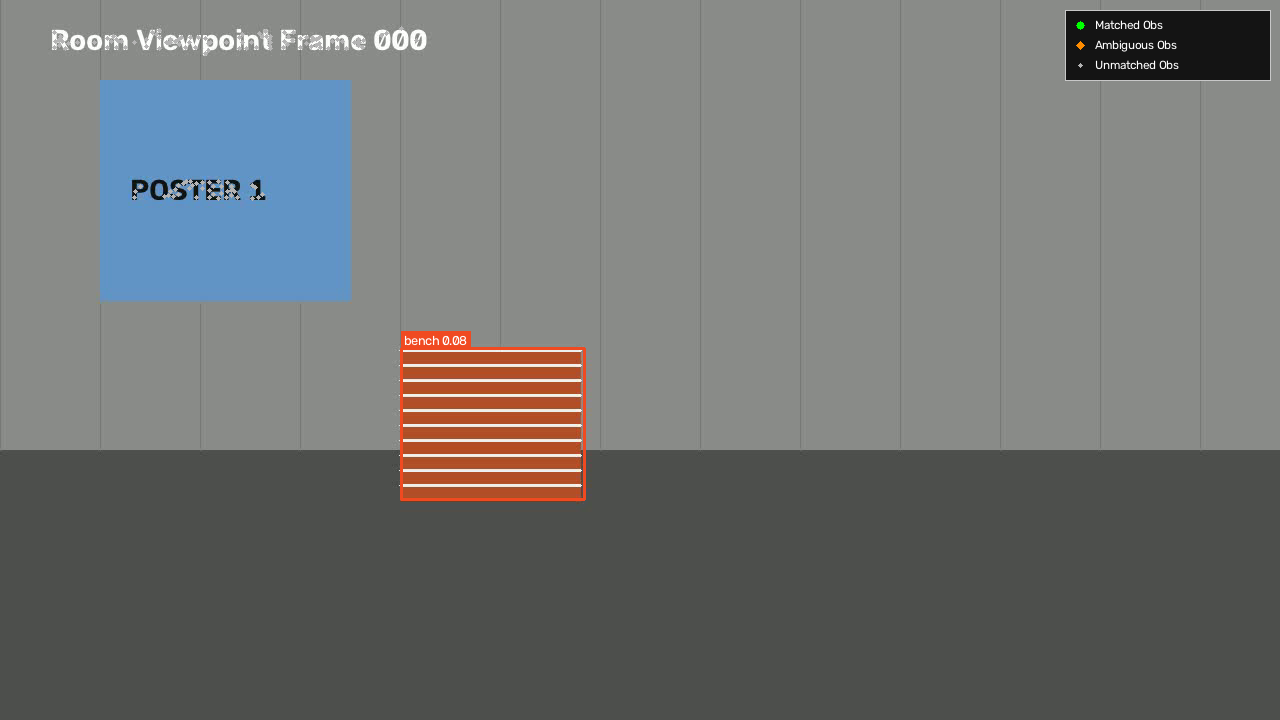 Room Viewpoint Frame 000
Matched Obs
Ambiguous Obs
Unmatched Obs
POSTER 1
bench 0.08